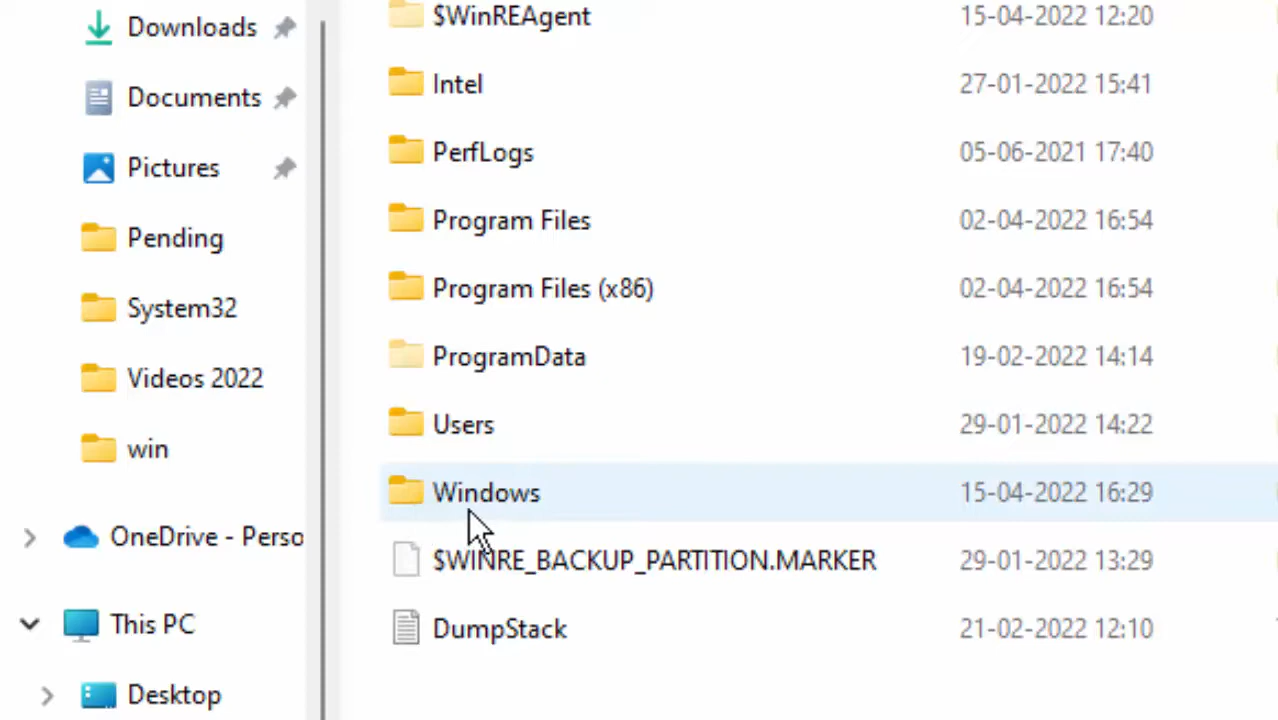 Downloads
Documents
Pictures
Pending
System32
Videos 2022
win
OneDrive - Perso
This PC
Desktop
$WinREAgent 15-04-2022 12:20
Intel 27-01-2022 15:41
PerfLogs 05-06-2021 17:40
Program Files 02-04-2022 16:54
Program Files (x86) 02-04-2022 16:54
ProgramData 19-02-2022 14:14
Users 29-01-2022 14:22
Windows 15-04-2022 16:29
$WINRE_BACKUP_PARTITION.MARKER 29-01-2022 13:29
DumpStack 21-02-2022 12:10